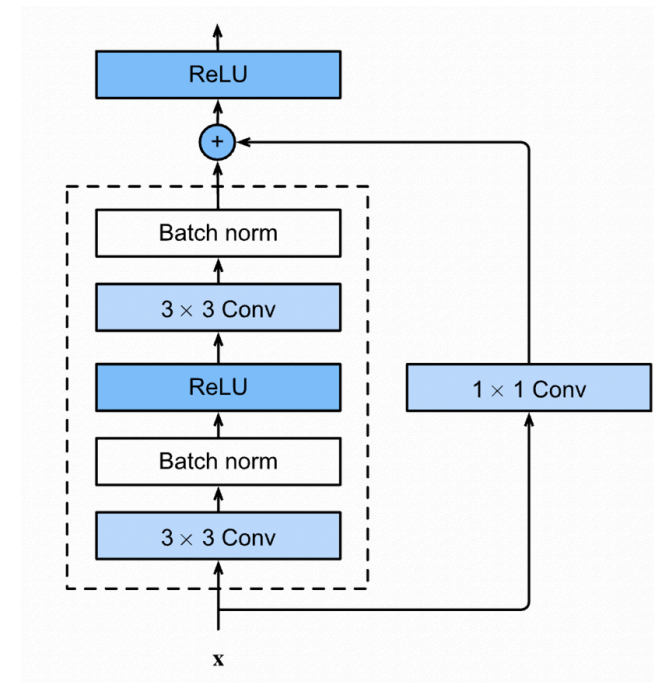 ReLU
+
Batch norm
3 × 3 Conv
ReLU
1 × 1 Conv
Batch norm
3 × 3 Conv
x